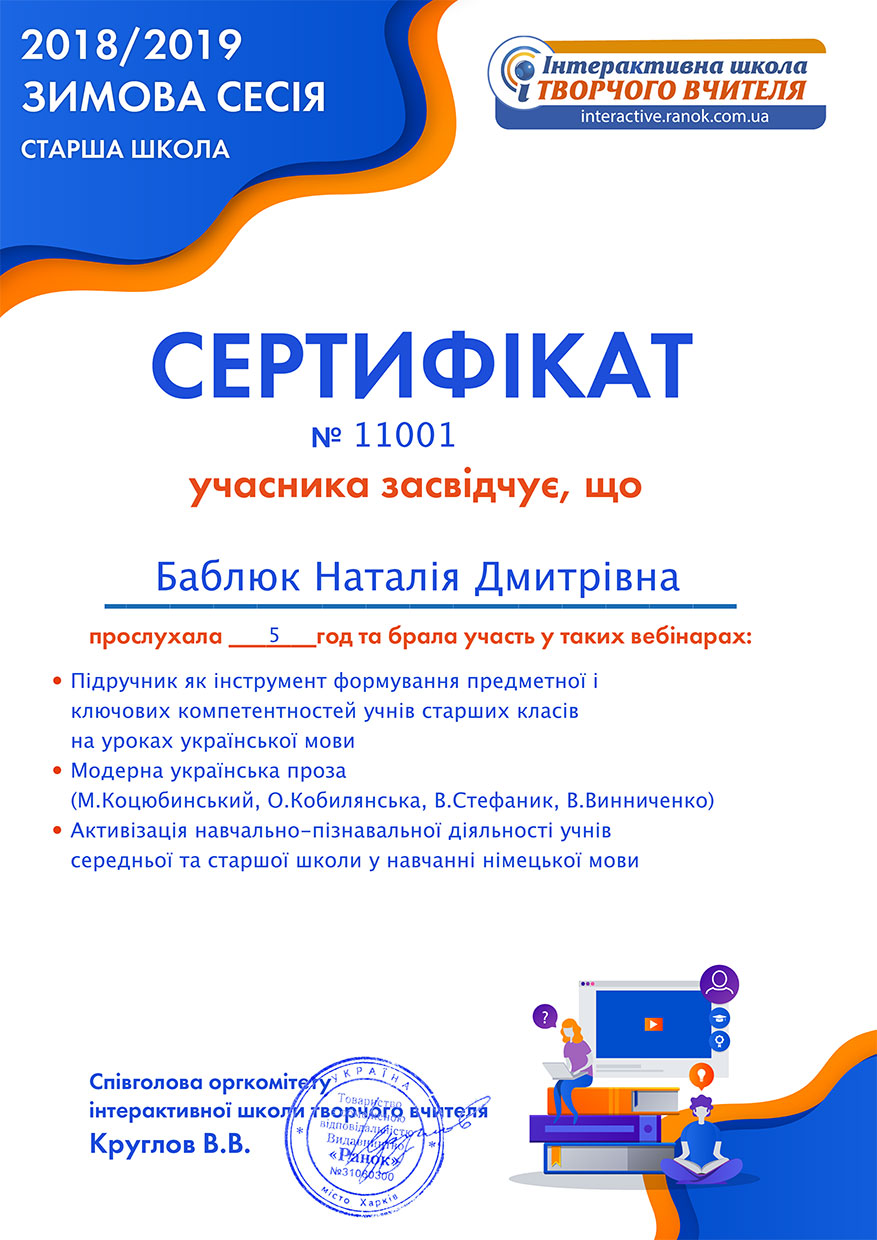 2018/2019
ЗИМОВА СЕСІЯ
СТАРША ШКОЛА
Інтерактивна школа
ТВОРЧОГО ВЧИТЕЛЯ
interactive.ranok.com.ua
СЕРТИФІКАТ
№ 11001
учасника засвідчує, що
Баблюк Наталія Дмитрівна
прослухала 5 год та брала участь у таких вебінарах:
• Підручник як інструмент формування предметної і
ключових компетентностей учнів старших класів
на уроках української мови
• Модерна українська проза
(М.Коцюбинський, О.Кобилянська, В.Стефаник, В.Винниченко)
• Активізація навчально-пізнавальної діяльності учнів
середньої та старшої школи у навчанні німецької мови
?
Співголова оргкомітету
інтерактивної школи творчого вчителя
Круглов В.В.
УКРАЇНА
Товариство
відповідальністю
Видавництво
«Ранок»
місто Харків